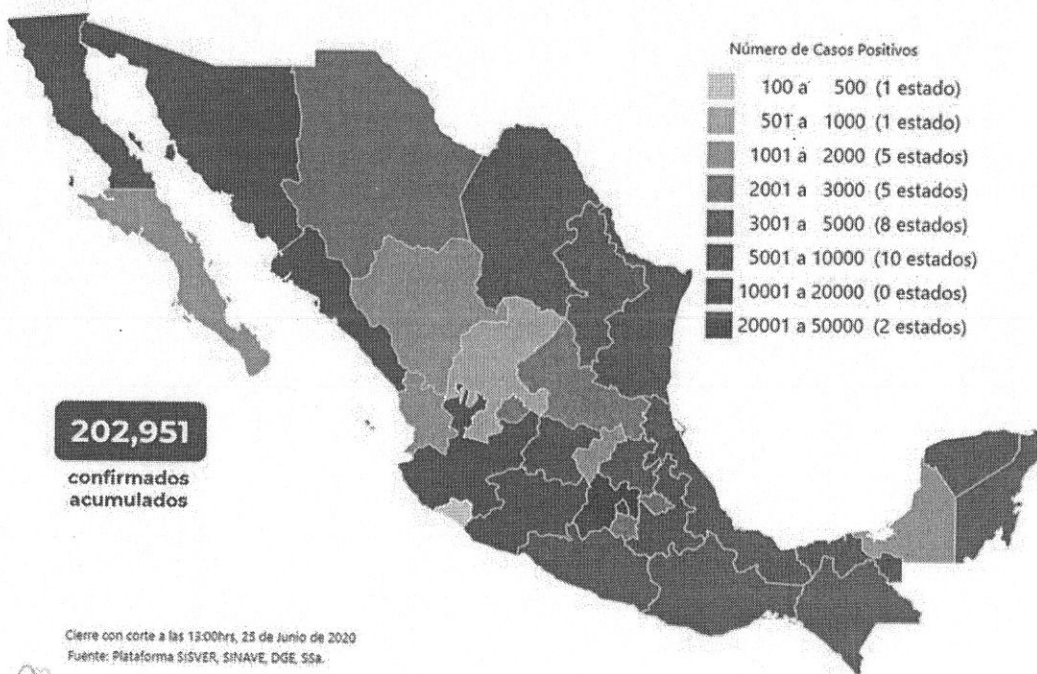 Número de Casos Positivos
100 a 500 (1 estado)
501 a 1000 (1 estado)
1001 a 2000 (5 estados)
2001 a 3000 (5 estados)
3001 a 5000 (8 estados)
5001 a 10000 (10 estados)
10001 a 20000 (0 estados)
20001 a 50000 (2 estados)
202,951
confirmados
acumulados
Cierre con corte a las 13:00hrs, 25 de Junio de 2020
Fuente: Plataforma SISVER, SINAVE, DGE, SSa.